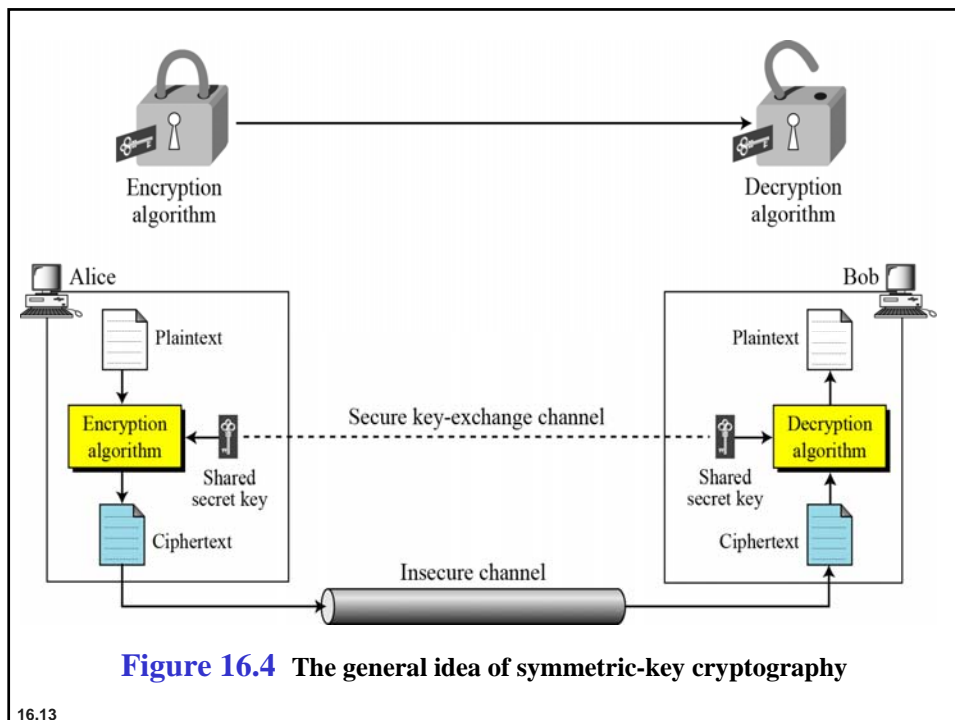 Encryption
algorithm
Decryption
algorithm
Alice
Bob
Plaintext
Plaintext
Encryption
algorithm
Secure key-exchange channel
Decryption
algorithm
Shared
secret key
Shared
secret key
Ciphertext
Ciphertext
Insecure channel
Figure 16.4 The general idea of symmetric-key cryptography
16.13